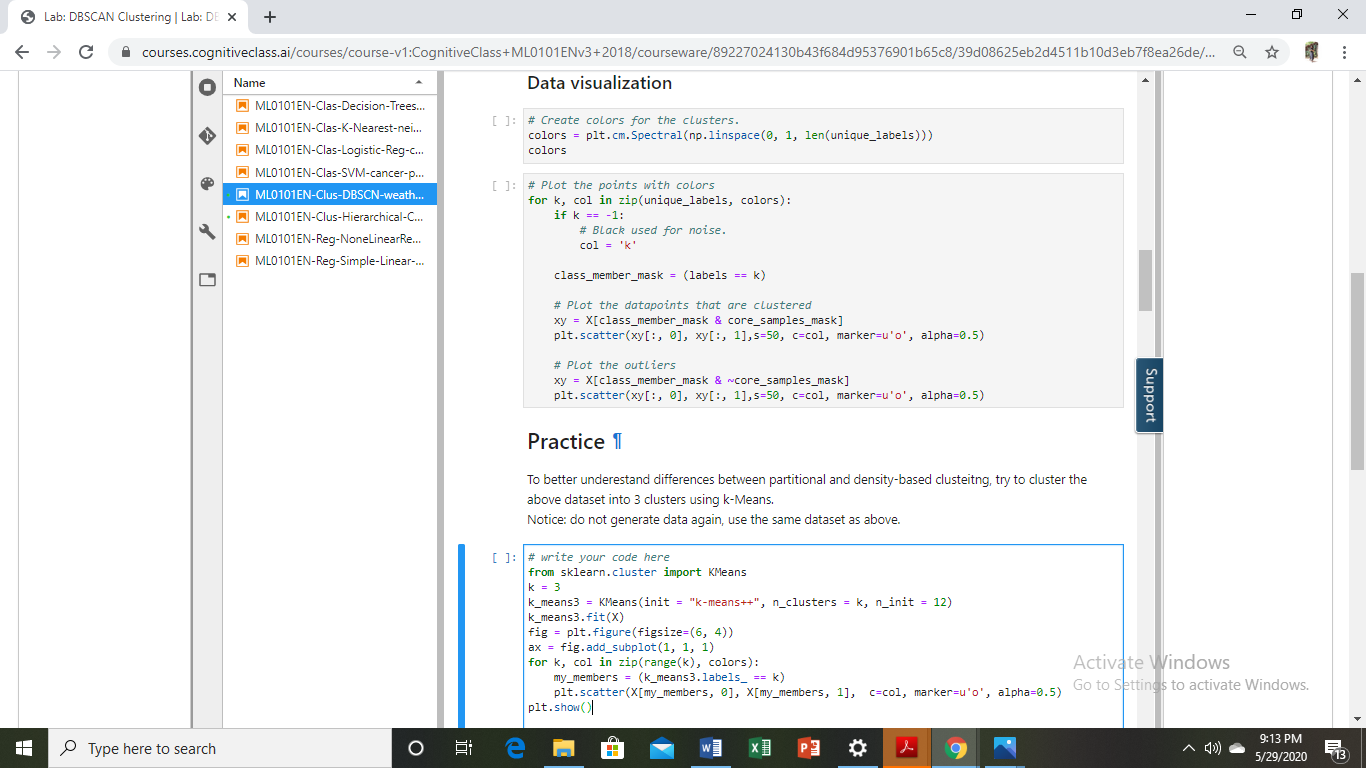 Lab: DBSCAN Clustering | Lab: DE
courses.cognitiveclass.ai/courses/course-v1:CognitiveClass+ML0101ENv3+2018/courseware/89227024130b43f684d95376901b65c8/39d08625eb2d4511b10d3eb7f8ea26de/...
Name
ML0101EN-Clas-Decision-Trees...
ML0101EN-Clas-K-Nearest-nei...
ML0101EN-Clas-Logistic-Reg-c...
ML0101EN-Clas-SVM-cancer-p...
ML0101EN-Clus-DBSCN-weath...
ML0101EN-Clus-Hierarchical-C...
ML0101EN-Reg-NoneLinearRe...
ML0101EN-Reg-Simple-Linear-...
Data visualization
[ ]: # Create colors for the clusters.
colors = plt.cm.Spectral(np.linspace(0, 1, len(unique_labels)))
colors
[ ]: # Plot the points with colors
for k, col in zip(unique_labels, colors):
    if k == -1:
        # Black used for noise.
        col = 'k'
    class_member_mask = (labels == k)
    # Plot the datapoints that are clustered
    xy = X[class_member_mask & core_samples_mask]
    plt.scatter(xy[:, 0], xy[:, 1],s=50, c=col, marker=u'o', alpha=0.5)
    # Plot the outliers
    xy = X[class_member_mask & ~core_samples_mask]
    plt.scatter(xy[:, 0], xy[:, 1],s=50, c=col, marker=u'o', alpha=0.5)
Practice ¶
To better underestand differences between partitional and density-based clusteitng, try to cluster the
above dataset into 3 clusters using k-Means.
Notice: do not generate data again, use the same dataset as above.
[ ]: # write your code here
from sklearn.cluster import KMeans
k = 3
k_means3 = KMeans(init = "k-means++", n_clusters = k, n_init = 12)
k_means3.fit(X)
fig = plt.figure(figsize=(6, 4))
ax = fig.add_subplot(1, 1, 1)
for k, col in zip(range(k), colors):
    my_members = (k_means3.labels_ == k)
    plt.scatter(X[my_members, 0], X[my_members, 1],  c=col, marker=u'o', alpha=0.5)
plt.show()
Support
Activate Windows
Go to Settings to activate Windows.
Type here to search
9:13 PM
5/29/2020
13